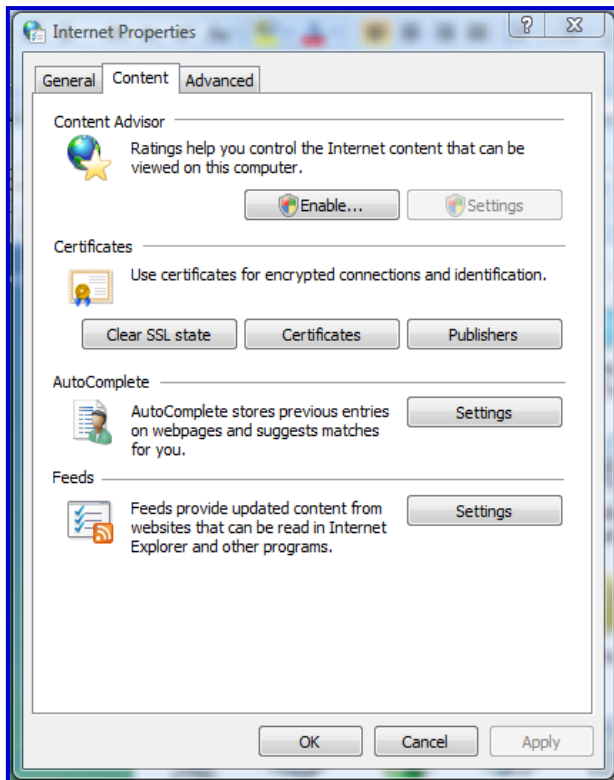 Internet Properties
?
General Content Advanced
Content Advisor
Ratings help you control the Internet content that can be
viewed on this computer.
Enable... Settings
Certificates
Use certificates for encrypted connections and identification.
Clear SSL state Certificates Publishers
AutoComplete
AutoComplete stores previous entries
on webpages and suggests matches
for you.
Settings
Feeds
Feeds provide updated content from
websites that can be read in Internet
Explorer and other programs.
Settings
OK Cancel Apply